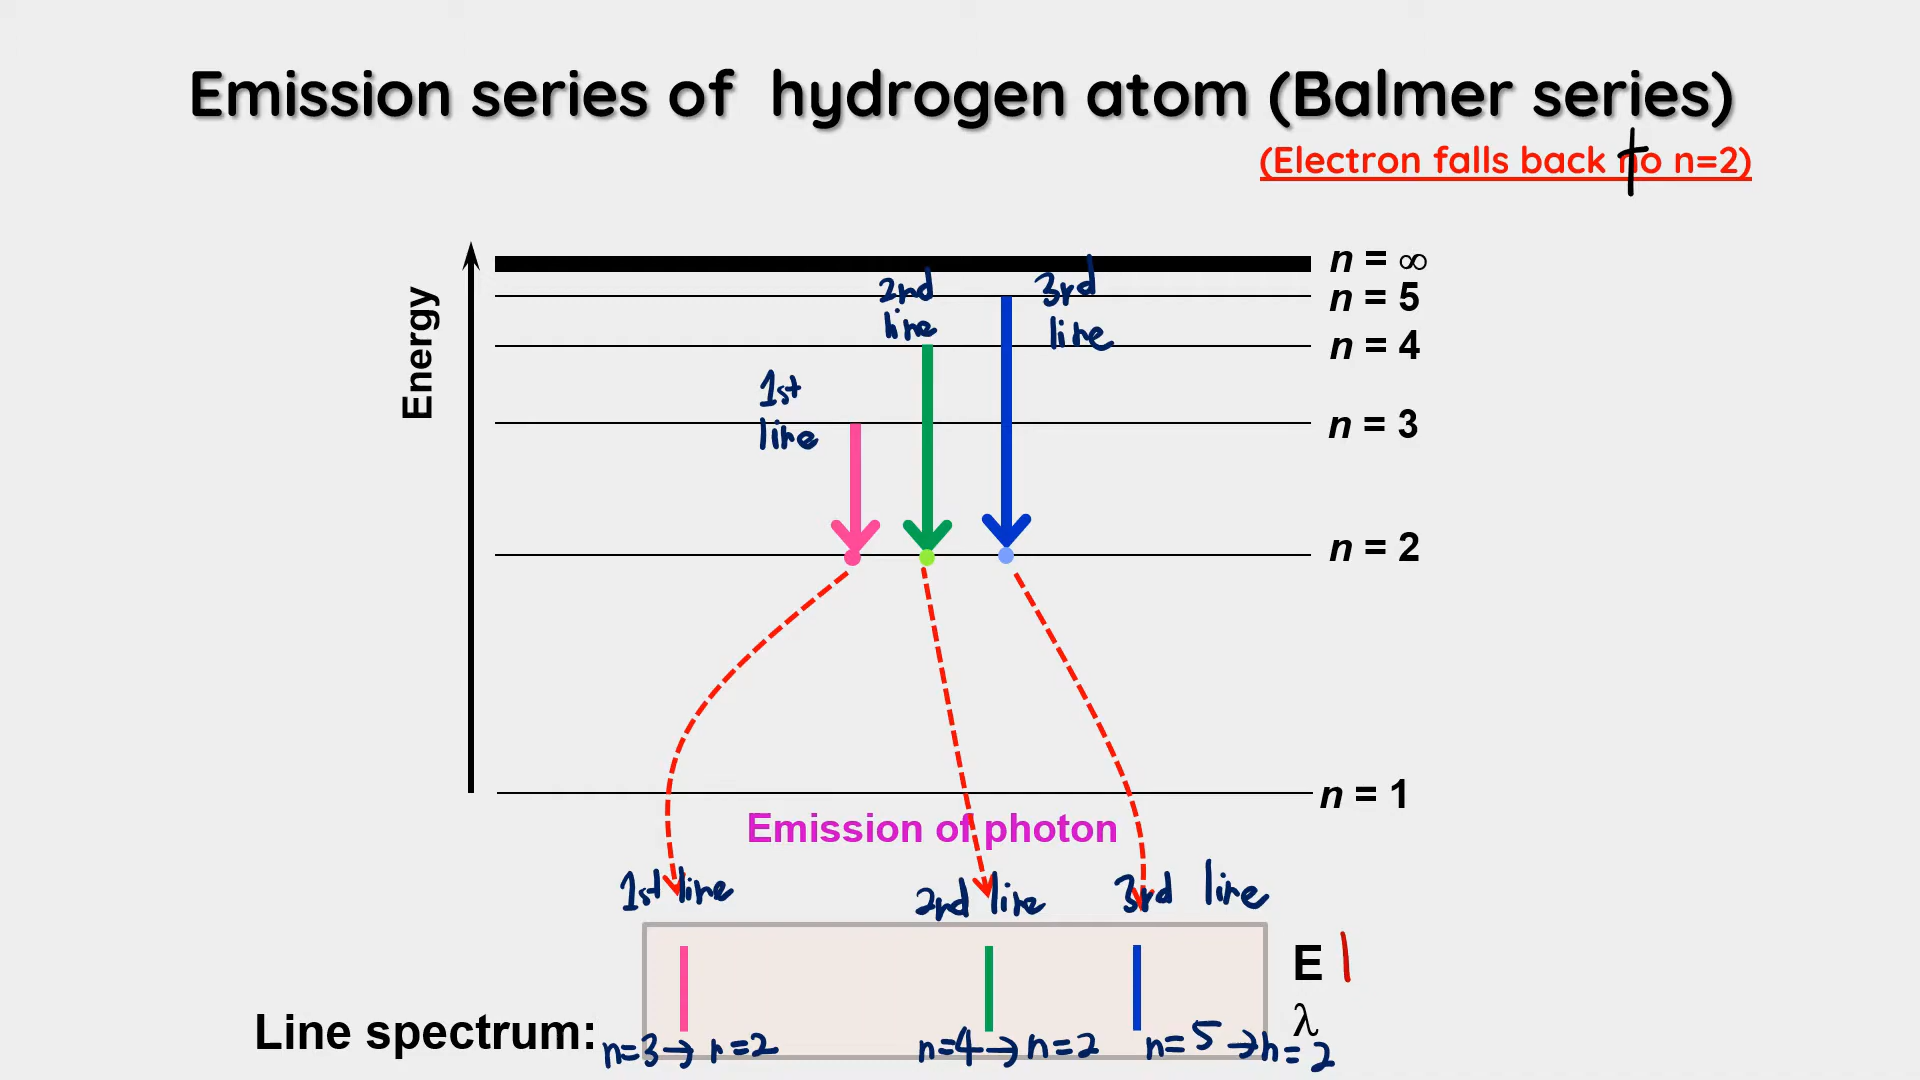 Emission series of hydrogen atom (Balmer series)
(Electron falls back to n=2)
n = ∞
2nd
line
3rd
line
n = 5
n = 4
Energy
1st
line
n = 3
n = 2
n = 1
Emission of photon
1st line
2nd line
3rd line
E
λ
Line spectrum:
n=3→n=2
n=4→n=2
n=5→n=2